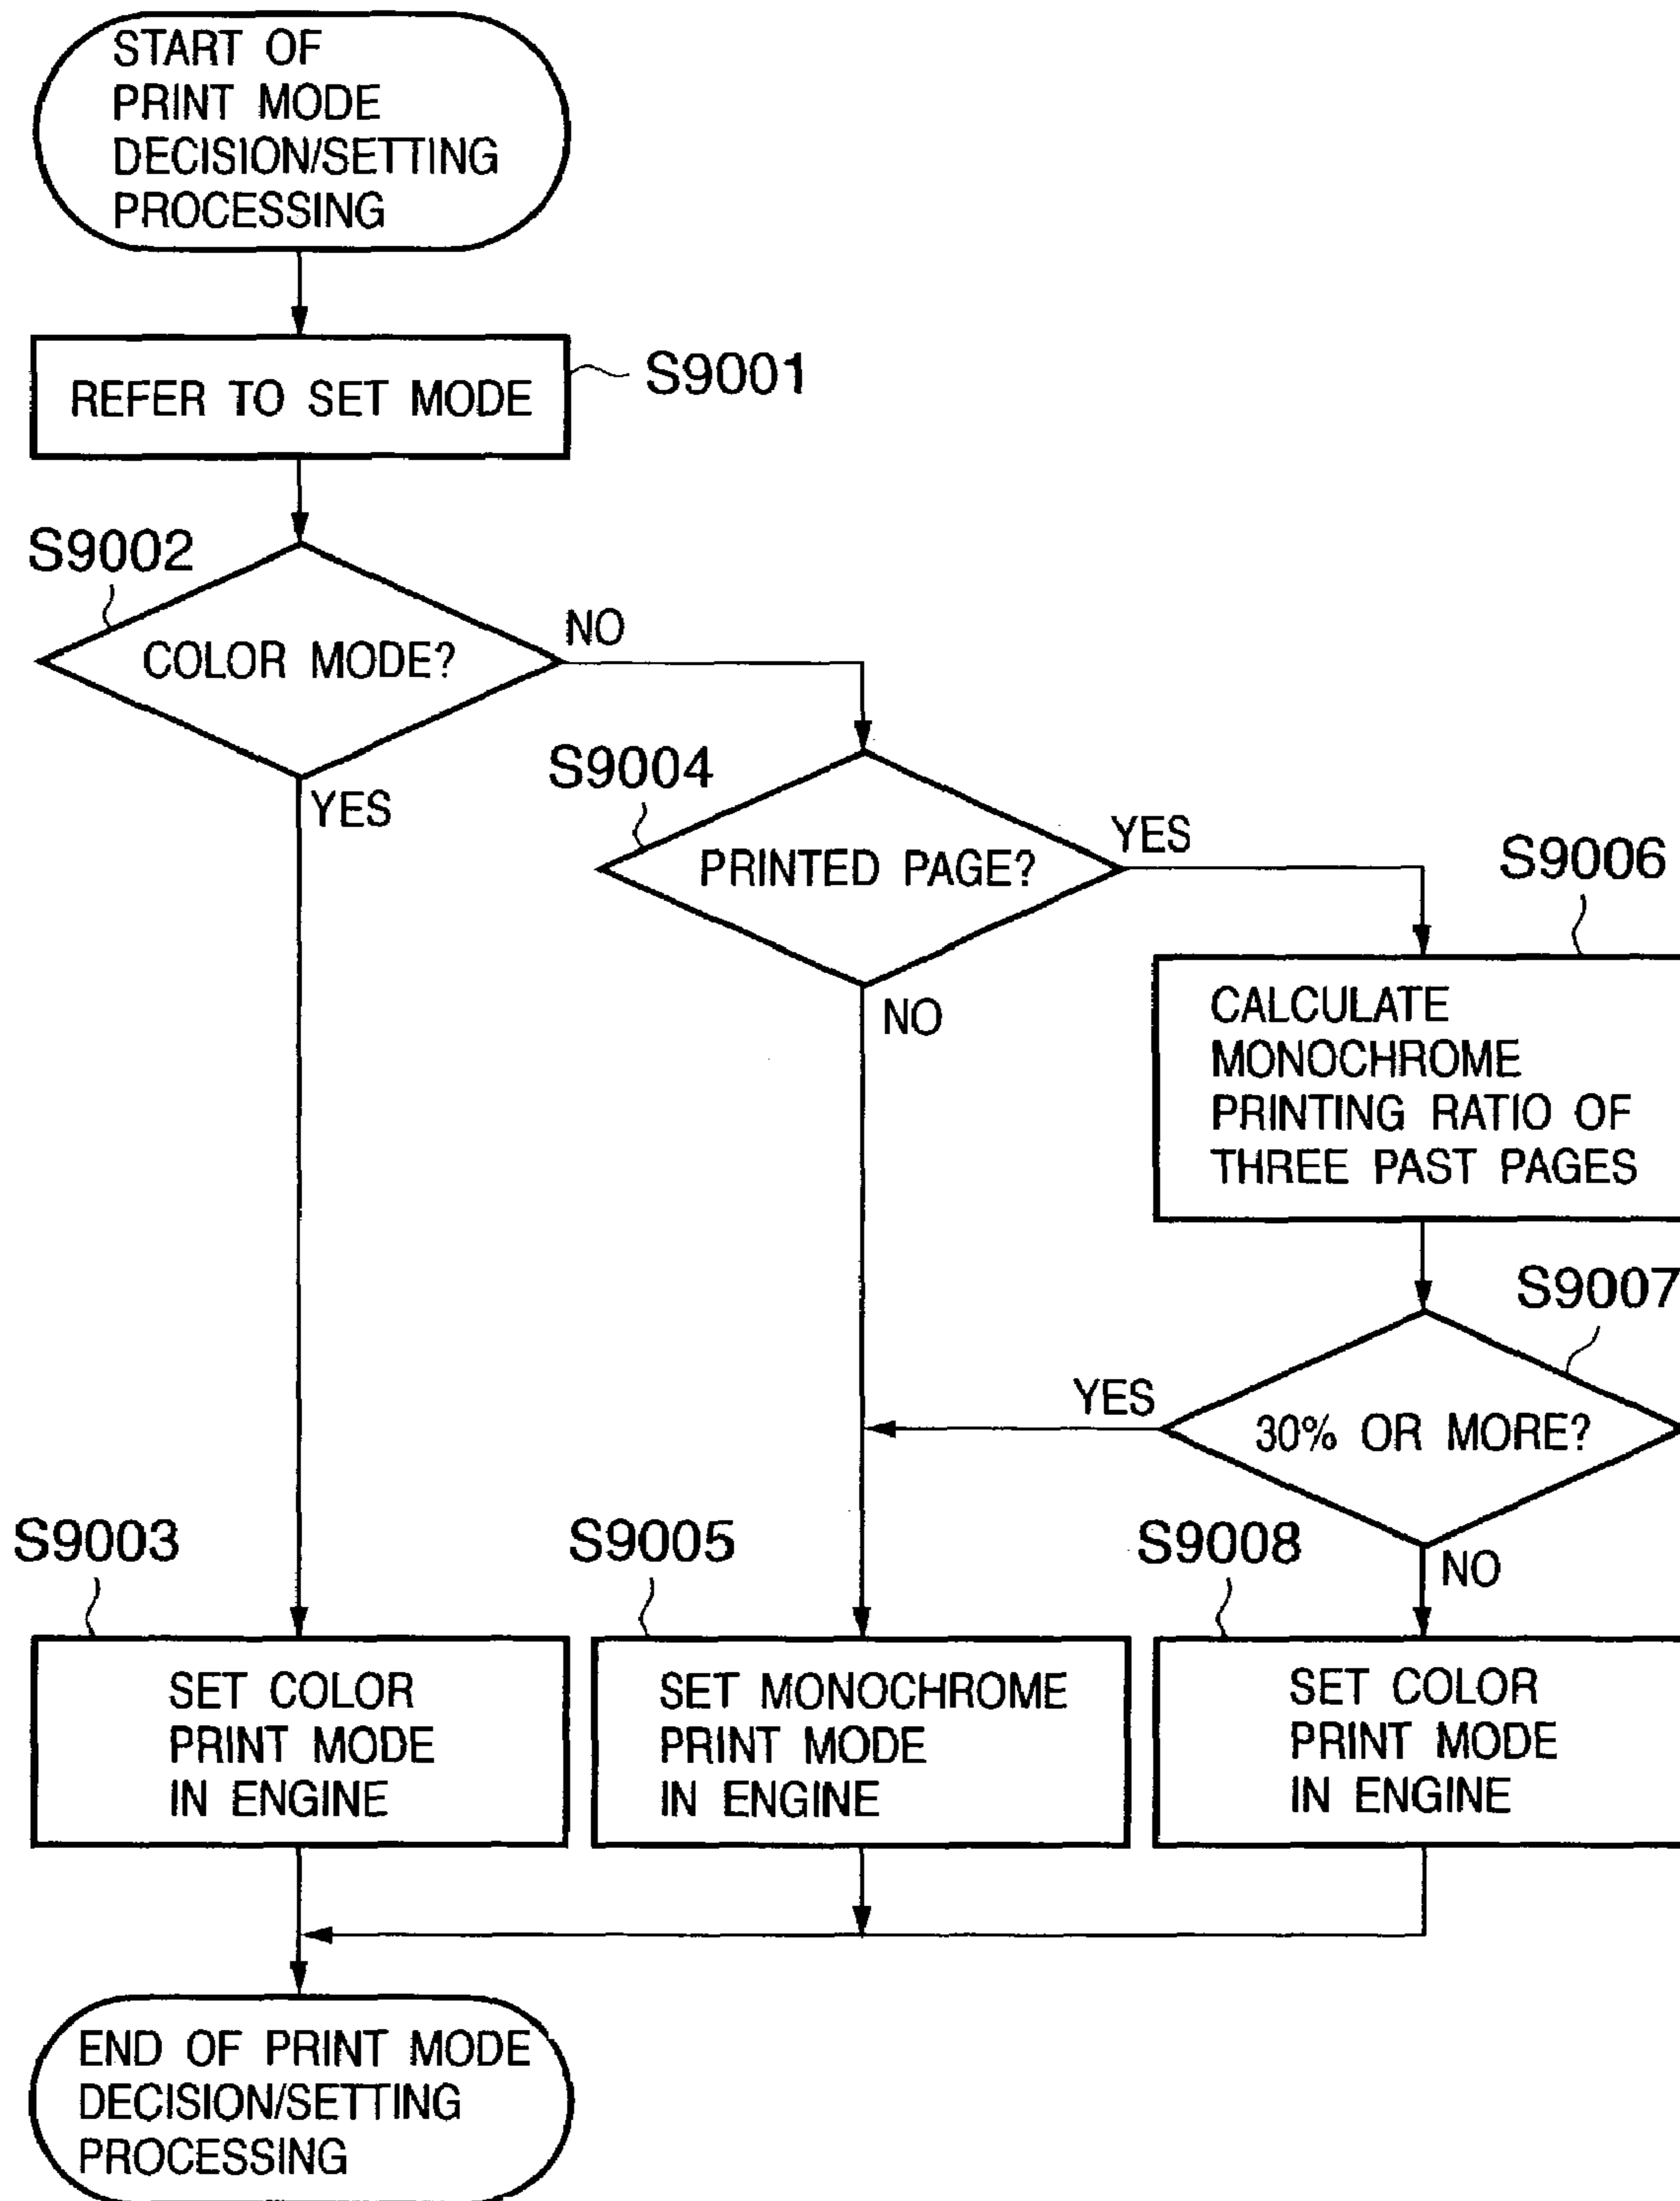 START OF
PRINT MODE
DECISION/SETTING
PROCESSING
REFER TO SET MODE
S9001
S9002
COLOR MODE?
NO
YES
S9004
PRINTED PAGE?
YES
NO
S9006
CALCULATE
MONOCHROME
PRINTING RATIO OF
THREE PAST PAGES
S9007
30% OR MORE?
YES
NO
S9003
SET COLOR
PRINT MODE
IN ENGINE
S9005
SET MONOCHROME
PRINT MODE
IN ENGINE
S9008
SET COLOR
PRINT MODE
IN ENGINE
END OF PRINT MODE
DECISION/SETTING
PROCESSING